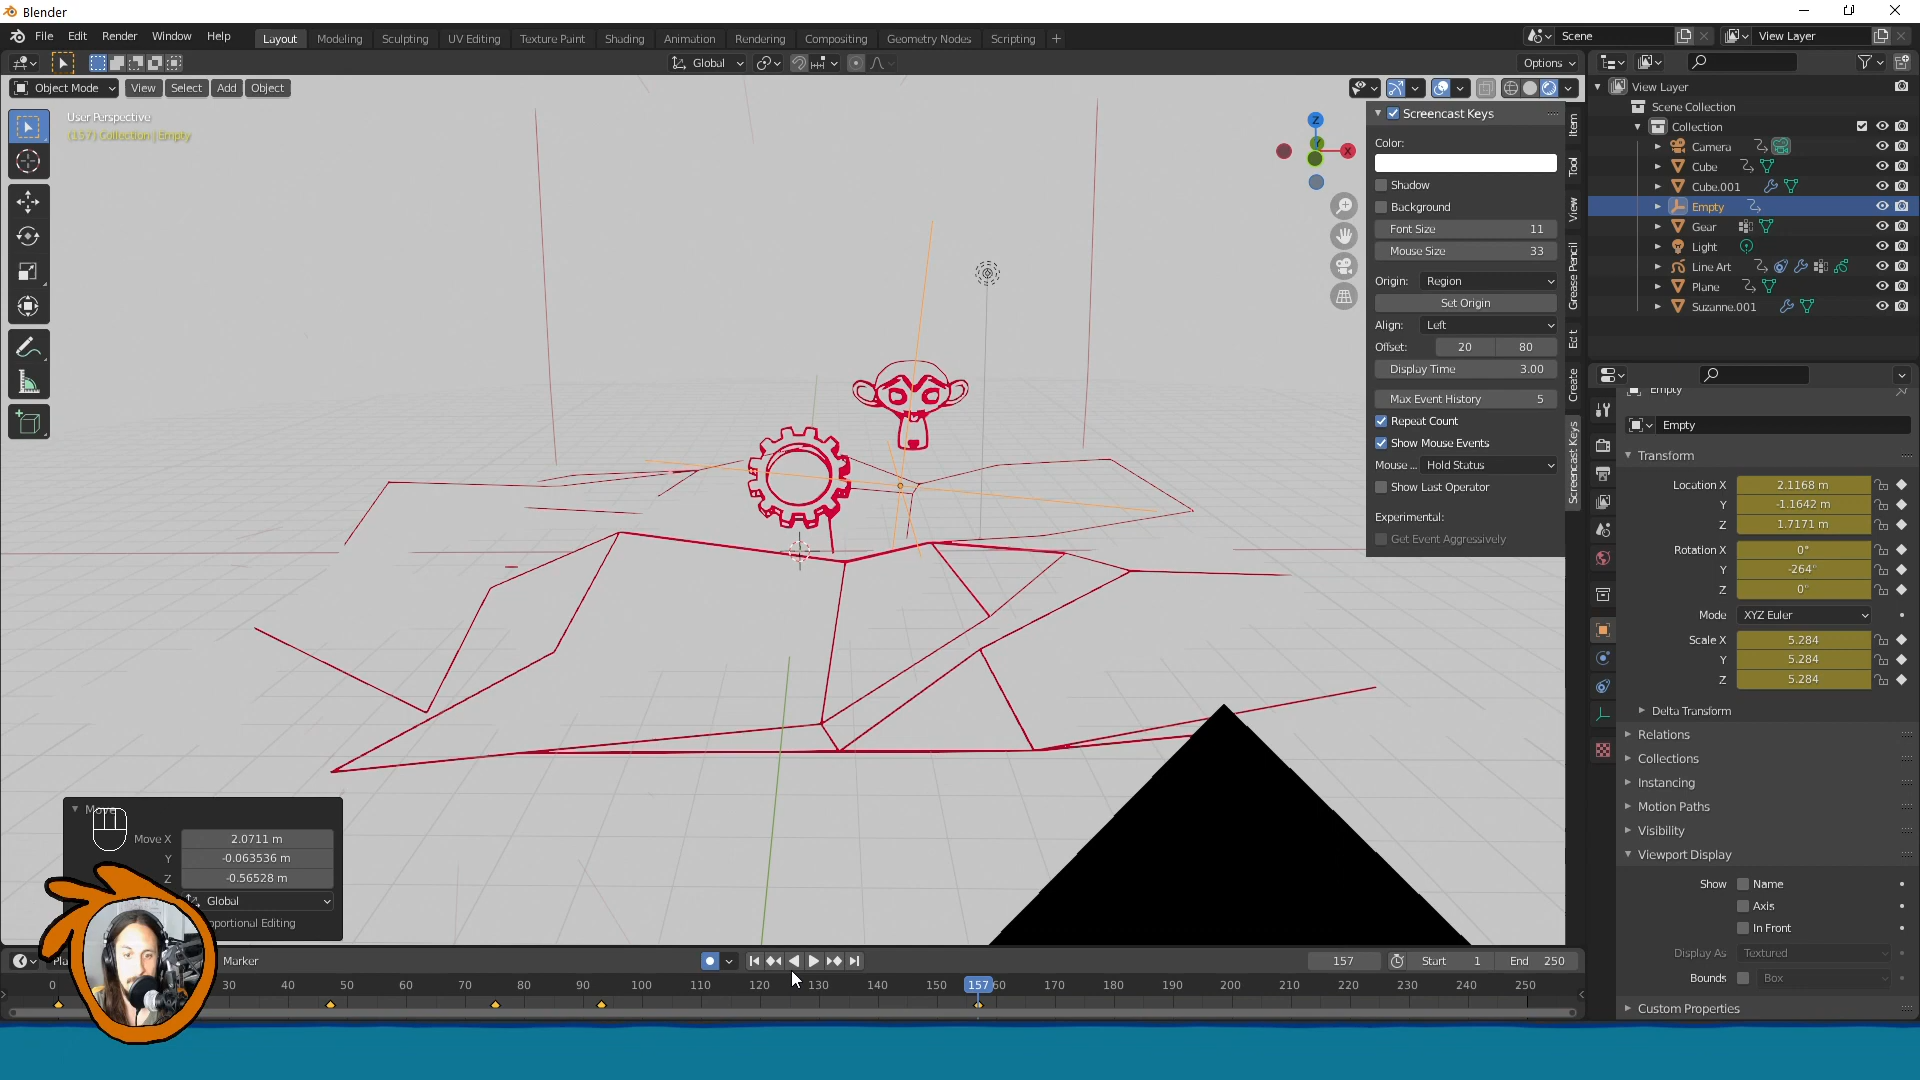 Blender
File Edit Render Window Help
Layout Modeling Sculpting UV Editing Texture Paint Shading Animation Rendering Compositing Geometry Nodes Scripting +
Scene
View Layer
Global
Options
Object Mode View Select Add Object
User Perspective
(157) Collection | Empty
Z
Y
X
Screencast Keys
Color:
Shadow
Background
Font Size 11
Mouse Size 33
Origin: Region
Set Origin
Align: Left
Offset: 20 80
Display Time 3.00
Max Event History 5
Repeat Count
Show Mouse Events
Mouse ... Hold Status
Show Last Operator
Experimental:
Get Event Aggressively
Item
Tool
View
Grease Pencil
Edit
Create
Screencast Keys
View Layer
Scene Collection
Collection
Camera
Cube
Cube.001
Empty
Gear
Light
Line Art
Plane
Suzanne.001
Empty
Empty
Transform
Location X 2.1168 m
Y -1.1642 m
Z 1.7171 m
Rotation X 0°
Y -264°
Z 0°
Mode XYZ Euler
Scale X 5.284
Y 5.284
Z 5.284
Delta Transform
Relations
Collections
Instancing
Motion Paths
Visibility
Viewport Display
Show Name
Axis
In Front
Display As Textured
Bounds Box
Custom Properties
Move X 2.0711 m
Y -0.063536 m
Z -0.56528 m
Global
oportional Editing
Marker
157 Start 1 End 250
0 30 40 50 60 70 80 90 100 110 120 130 140 150 157 60 170 180 190 200 210 220 230 240 250